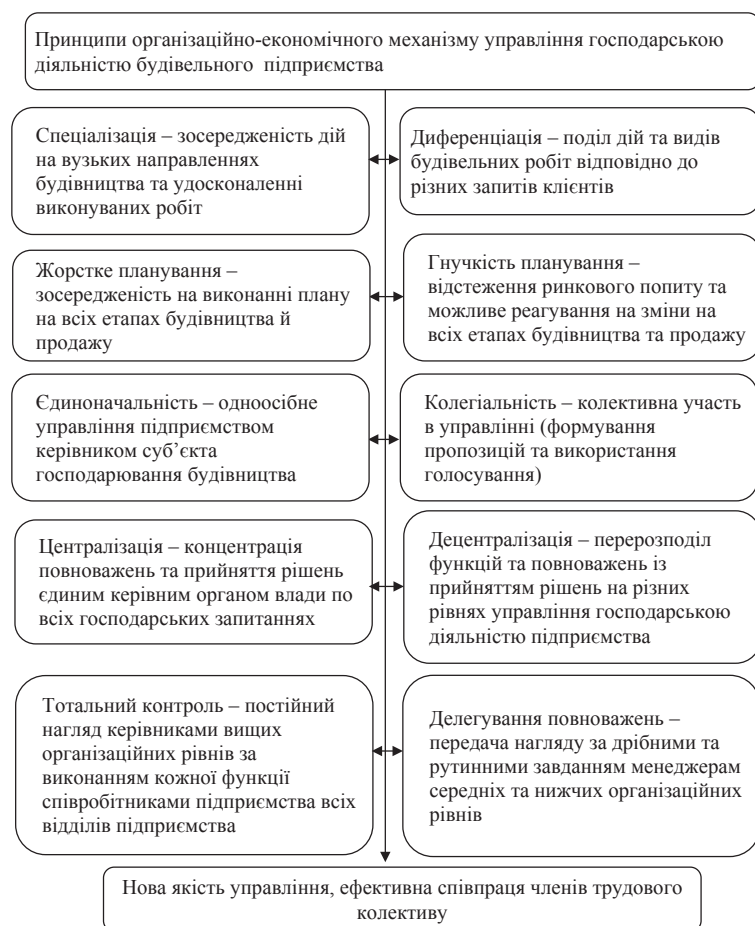 Принципи організаційно-економічного механізму управління господарською
діяльністю будівельного підприємства
Спеціалізація – зосередженість дій
на вузьких направленнях
будівництва та удосконаленні
виконуваних робіт
Диференціація – поділ дій та видів
будівельних робіт відповідно до
різних запитів клієнтів
Жорстке планування –
зосередженість на виконанні плану
на всіх етапах будівництва й
продажу
Гнучкість планування –
відстеження ринкового попиту та
можливе реагування на зміни на
всіх етапах будівництва та продажу
Єдиноначальність – одноосібне
управління підприємством
керівником суб’єкта
господарювання будівництва
Колегіальність – колективна участь
в управлінні (формування
пропозицій та використання
голосування)
Централізація – концентрація
повноважень та прийняття рішень
єдиним керівним органом влади по
всіх господарських запитаннях
Децентралізація – перерозподіл
функцій та повноважень із
прийняттям рішень на різних
рівнях управління господарською
діяльністю підприємства
Тотальний контроль – постійний
нагляд керівниками вищих
організаційних рівнів за
виконанням кожної функції
співробітниками підприємства всіх
відділів підприємства
Делегування повноважень –
передача нагляду за дрібними та
рутинними завданням менеджерам
середніх та нижчих організаційних
рівнів
Нова якість управління, ефективна співпраця членів трудового
колективу